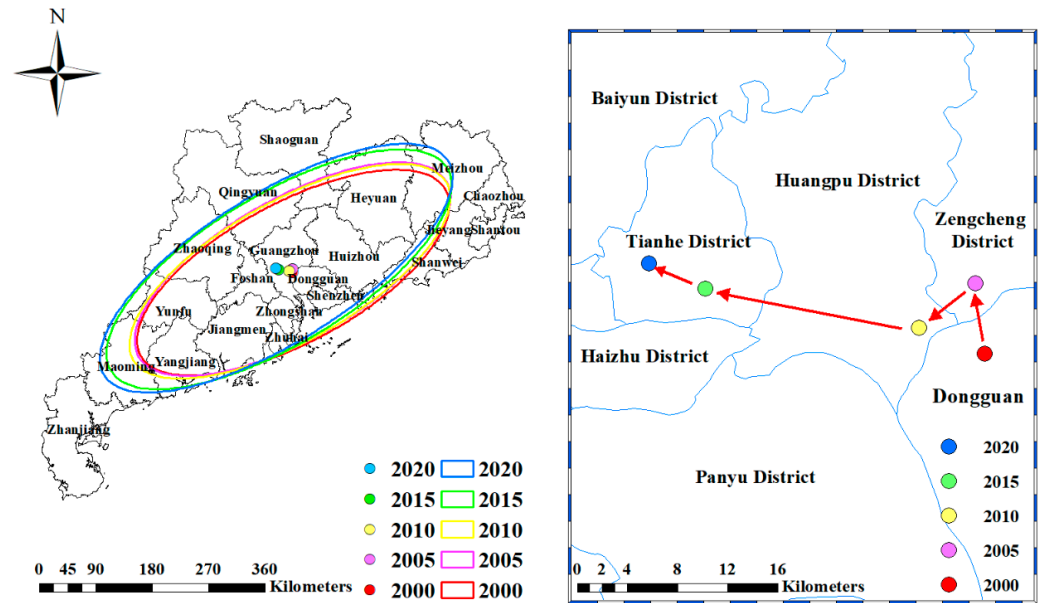 N
Shaoguan
Meizhou
Qingyuan
Heyuan
Chaozhou
Jieyang
Shantou
Zhaoqing
Guangzhou
Huizhou
Shanwei
Foshan
Dongguan
Shenzhen
Yunfu
Zhongshan
Jiangmen
Zhuhai
Maoming
Yangjiang
Zhanjiang
2020 2020
2015 2015
2010 2010
2005 2005
2000 2000
0 45 90 180 270 360
Kilometers
Baiyun District
Huangpu District
Zengcheng
District
Tianhe District
Haizhu District
Dongguan
Panyu District
2020
2015
2010
2005
2000
0 2 4 6 10 16
Kilometers